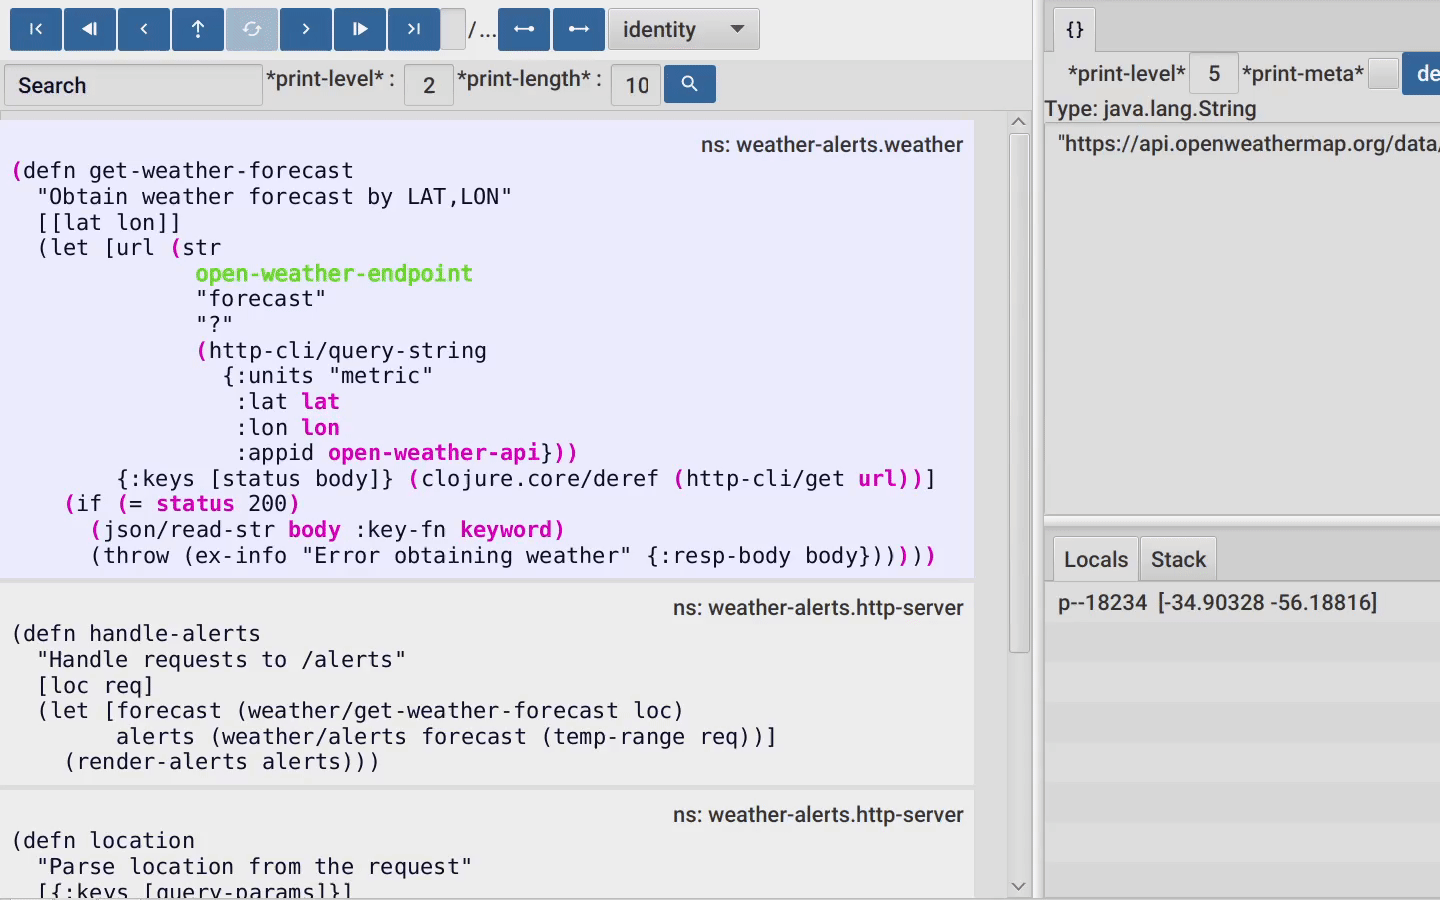 /...
identity
Search
*print-level* :
2
*print-length* :
10
ns: weather-alerts.weather
(defn get-weather-forecast
"Obtain weather forecast by LAT,LON"
[[lat lon]]
(let [url (str
open-weather-endpoint
"forecast"
"?"
(http-cli/query-string
{:units "metric"
:lat lat
:lon lon
:appid open-weather-api}))
{:keys [status body]} (clojure.core/deref (http-cli/get url))]
(if (= status 200)
(json/read-str body :key-fn keyword)
(throw (ex-info "Error obtaining weather" {:resp-body body})))))
ns: weather-alerts.http-server
(defn handle-alerts
"Handle requests to /alerts"
[loc req]
(let [forecast (weather/get-weather-forecast loc)
alerts (weather/alerts forecast (temp-range req))]
(render-alerts alerts)))
ns: weather-alerts.http-server
(defn location
"Parse location from the request"
[{:keys [query-params]}]
{}
*print-level*
5
*print-meta*
de
Type: java.lang.String
"https://api.openweathermap.org/data/
Locals
Stack
p--18234 [-34.90328 -56.18816]